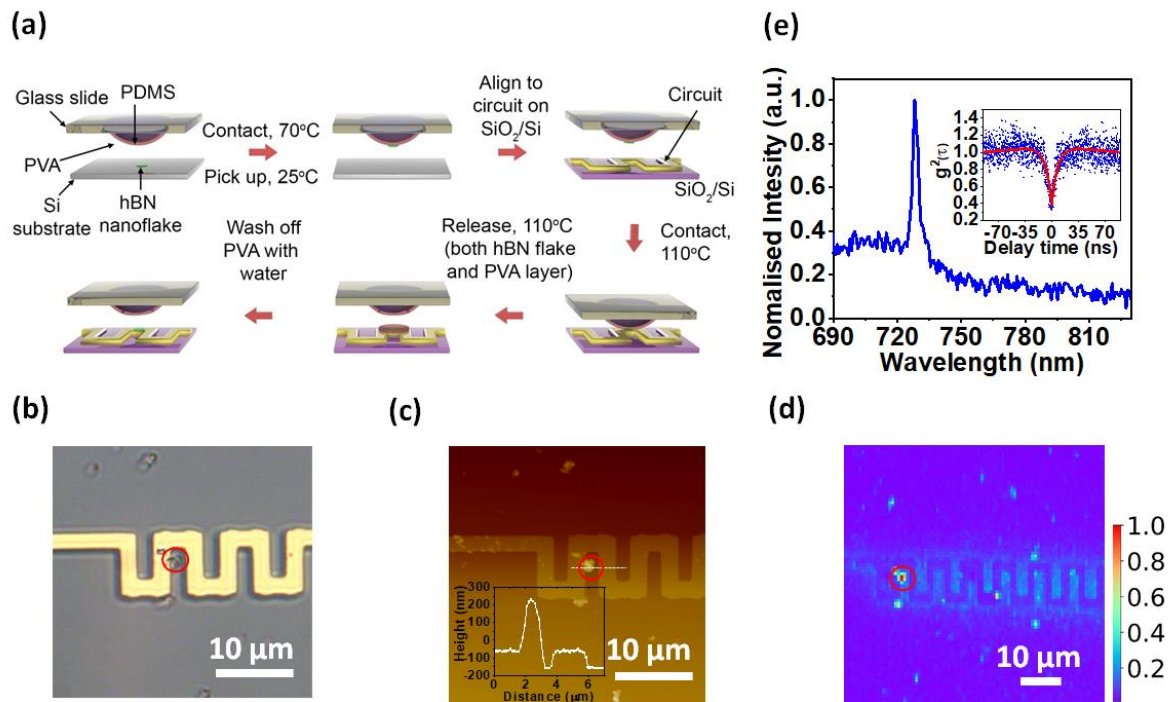 (a)
Glass slide
PDMS
PVA
Si
substrate
hBN
nanoflake
Contact, 70°C
Pick up, 25°C
Align to
circuit on
SiO2/Si
Circuit
SiO2/Si
Contact,
110°C
Release, 110°C
(both hBN flake
and PVA layer)
Wash off
PVA with
water
(e)
Nomalised Intesity (a.u.)
1.0
0.8
0.6
0.4
0.2
0.0
690 720 750 780 810
Wavelength (nm)
g²(τ)
1.4
1.2
1.0
0.8
0.6
0.4
0.2
-70 -35 0 35 70
Delay time (ns)
(b)
10 µm
(c)
Height (nm)
300
200
100
0
-100
-200
0 2 4 6
Distance (µm)
10 µm
(d)
10 µm
1.0
0.8
0.6
0.4
0.2